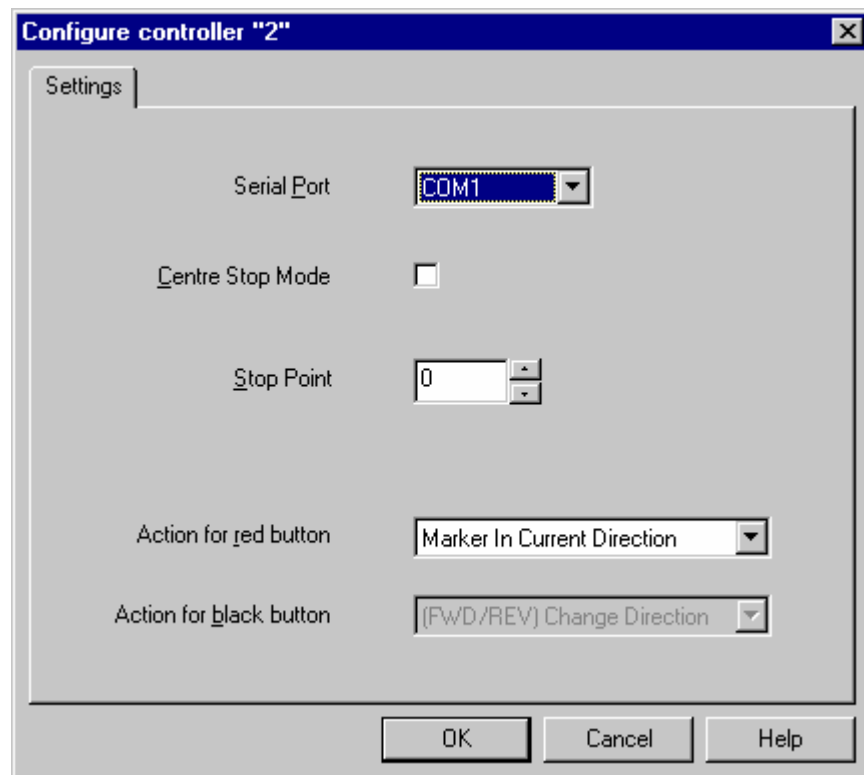 Configure controller "2"
Settings
Serial Port COM1
Centre Stop Mode
Stop Point 0
Action for red button Marker In Current Direction
Action for black button (FWD/REV) Change Direction
OK Cancel Help